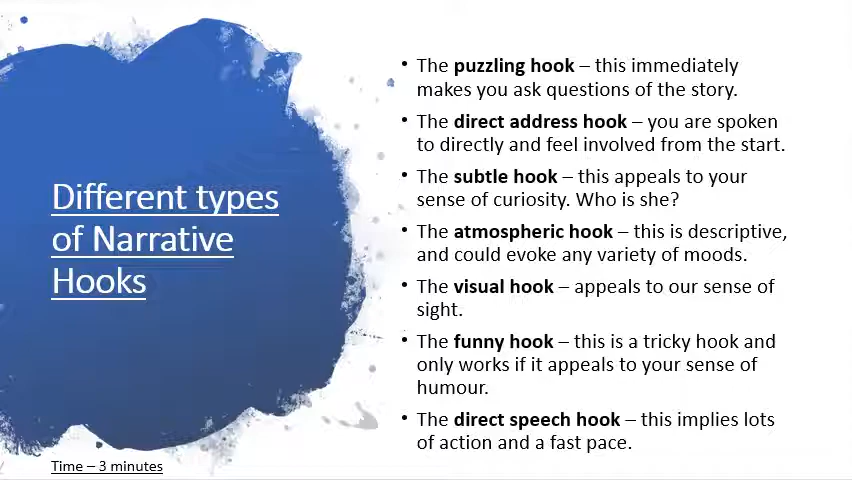 Different types
of Narrative
Hooks
Time – 3 minutes
• The puzzling hook – this immediately
makes you ask questions of the story.
• The direct address hook – you are spoken
to directly and feel involved from the start.
• The subtle hook – this appeals to your
sense of curiosity. Who is she?
• The atmospheric hook – this is descriptive,
and could evoke any variety of moods.
• The visual hook – appeals to our sense of
sight.
• The funny hook – this is a tricky hook and
only works if it appeals to your sense of
humour.
• The direct speech hook – this implies lots
of action and a fast pace.